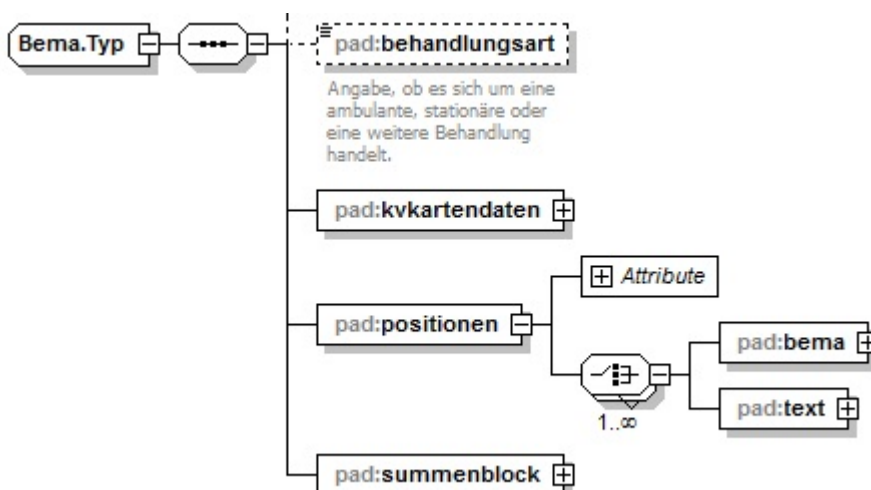 Bema.Typ
pad:behandlungsart
Angabe, ob es sich um eine
ambulante, stationäre oder
eine weitere Behandlung
handelt.
pad:kvkartendaten
Attribute
pad:positionen
pad:bema
1..∞
pad:text
pad:summenblock